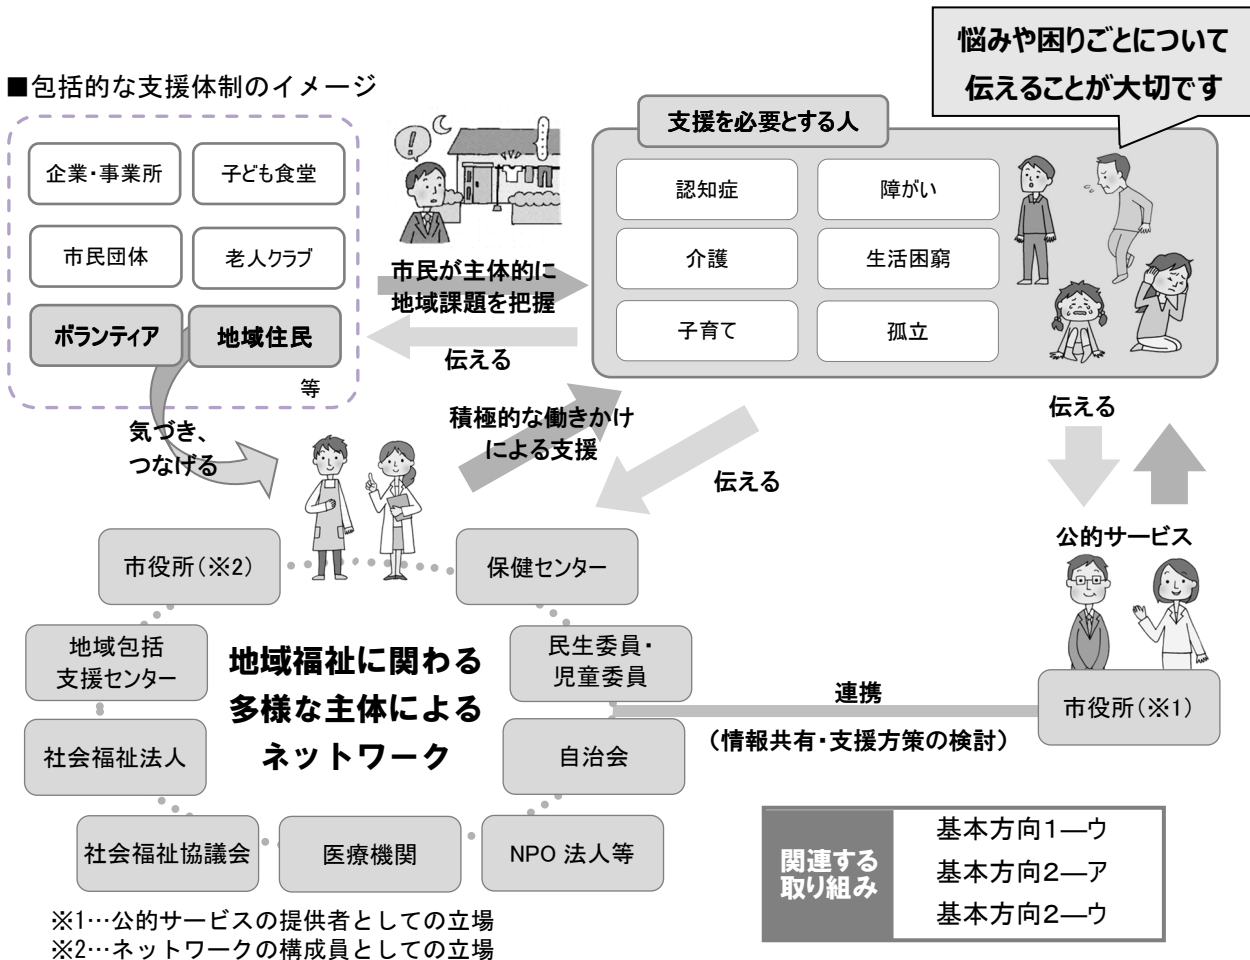 悩みや困りごとについて
伝えることが大切です
■包括的な支援体制のイメージ
企業・事業所
子ども食堂
市民団体
老人クラブ
ボランティア
地域住民
等
市民が主体的に
地域課題を把握
伝える
支援を必要とする人
認知症
障がい
介護
生活困窮
子育て
孤立
気づき、
つなげる
積極的な働きかけ
による支援
伝える
伝える
公的サービス
市役所(※1)
市役所(※2)
保健センター
地域包括
支援センター
民生委員・
児童委員
社会福祉法人
自治会
社会福祉協議会
医療機関
NPO 法人等
地域福祉に関わる
多様な主体による
ネットワーク
連携
(情報共有・支援方策の検討)
関連する
取り組み
基本方向1―ウ
基本方向2―ア
基本方向2―ウ
※1…公的サービスの提供者としての立場
※2…ネットワークの構成員としての立場